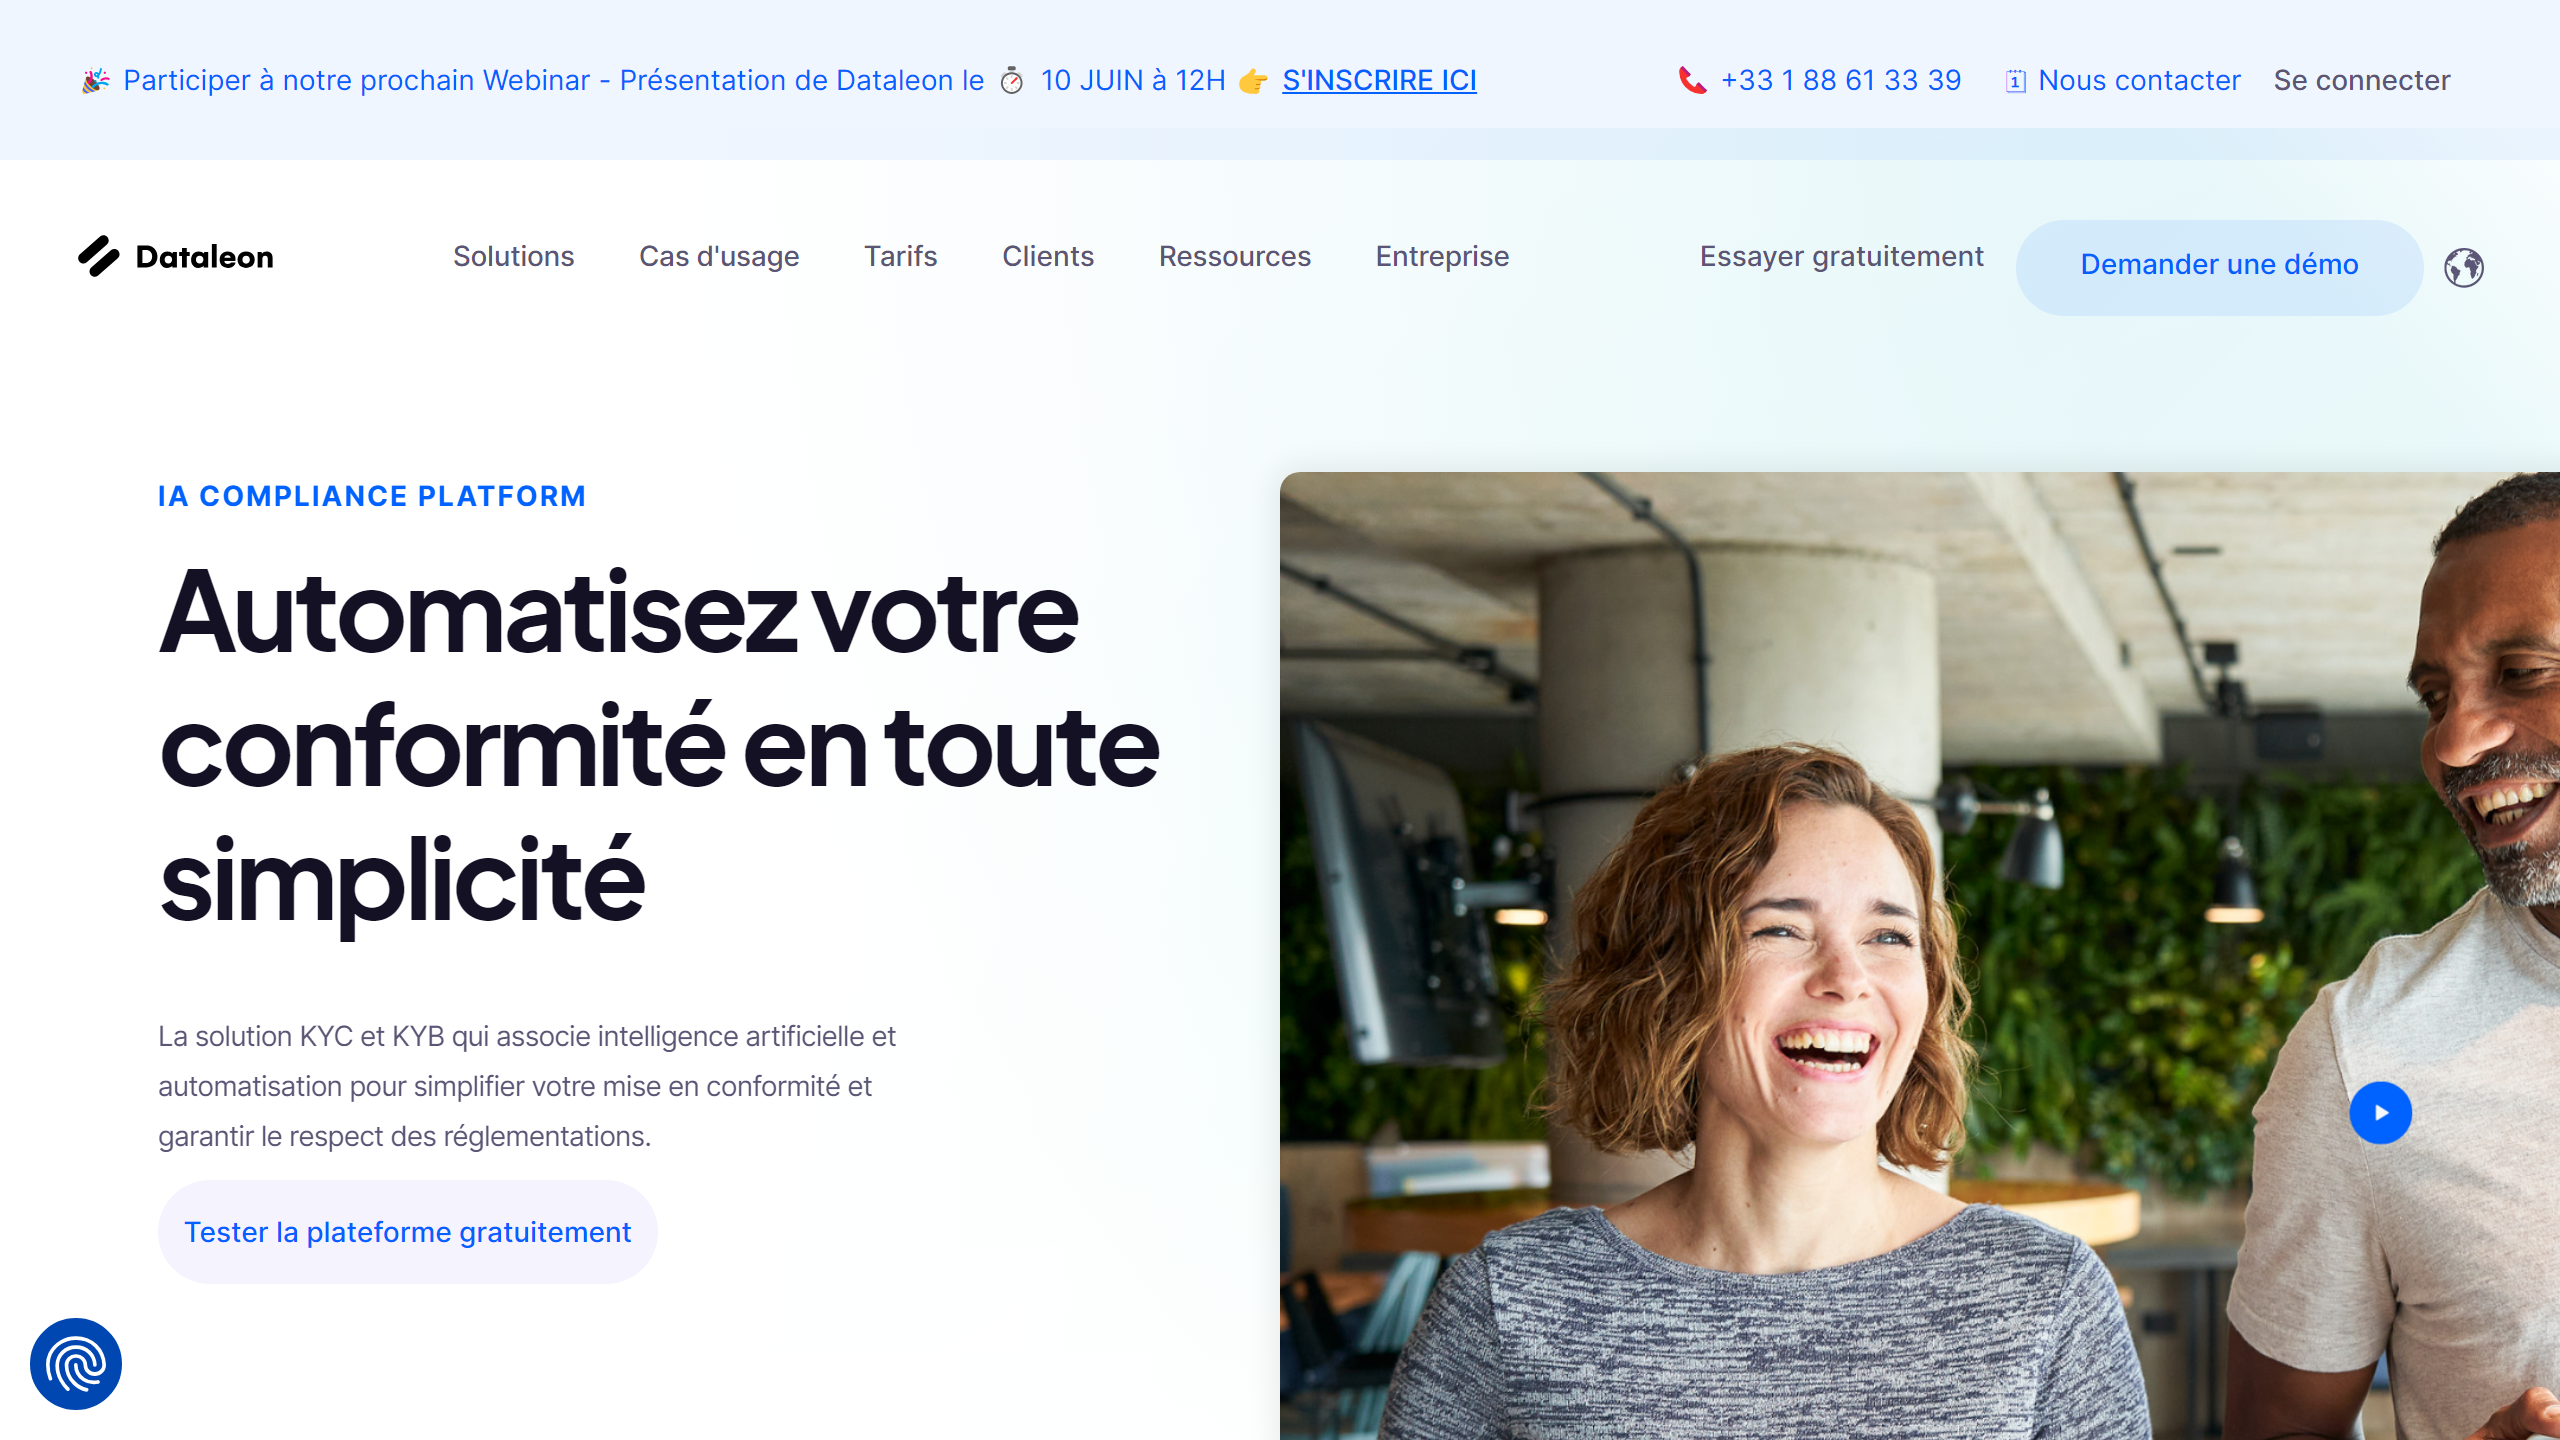 🎉 Participer à notre prochain Webinar - Présentation de Dataleon le ⏱ 10 JUIN à 12H 👉 S'INSCRIRE ICI
📞 +33 1 88 61 33 39
🗓 Nous contacter
Se connecter
Dataleon
Solutions
Cas d'usage
Tarifs
Clients
Ressources
Entreprise
Essayer gratuitement
Demander une démo
IA COMPLIANCE PLATFORM
Automatisez votre
conformité en toute
simplicité
La solution KYC et KYB qui associe intelligence artificielle et
automatisation pour simplifier votre mise en conformité et
garantir le respect des réglementations.
Tester la plateforme gratuitement